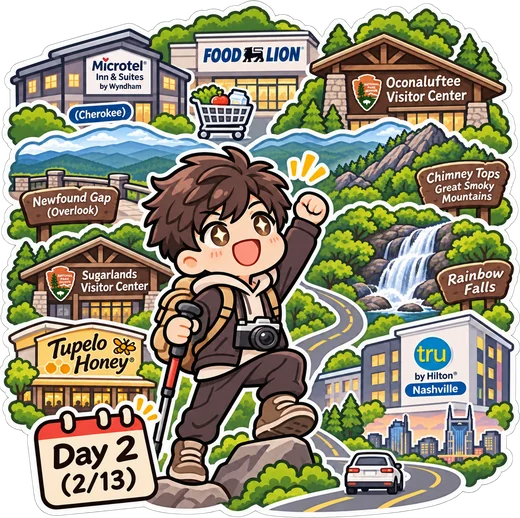 Microtel
Inn & Suites
by Wyndham
(Cherokee)
FOOD LION
Oconaluftee
Visitor Center
Newfound Gap
(Overlook)
Chimney Tops
Great Smoky
Mountains
Sugarlands
Visitor Center
Rainbow
Falls
Tupelo
Honey®
tru
by Hilton®
Nashville
Day 2
(2/13)